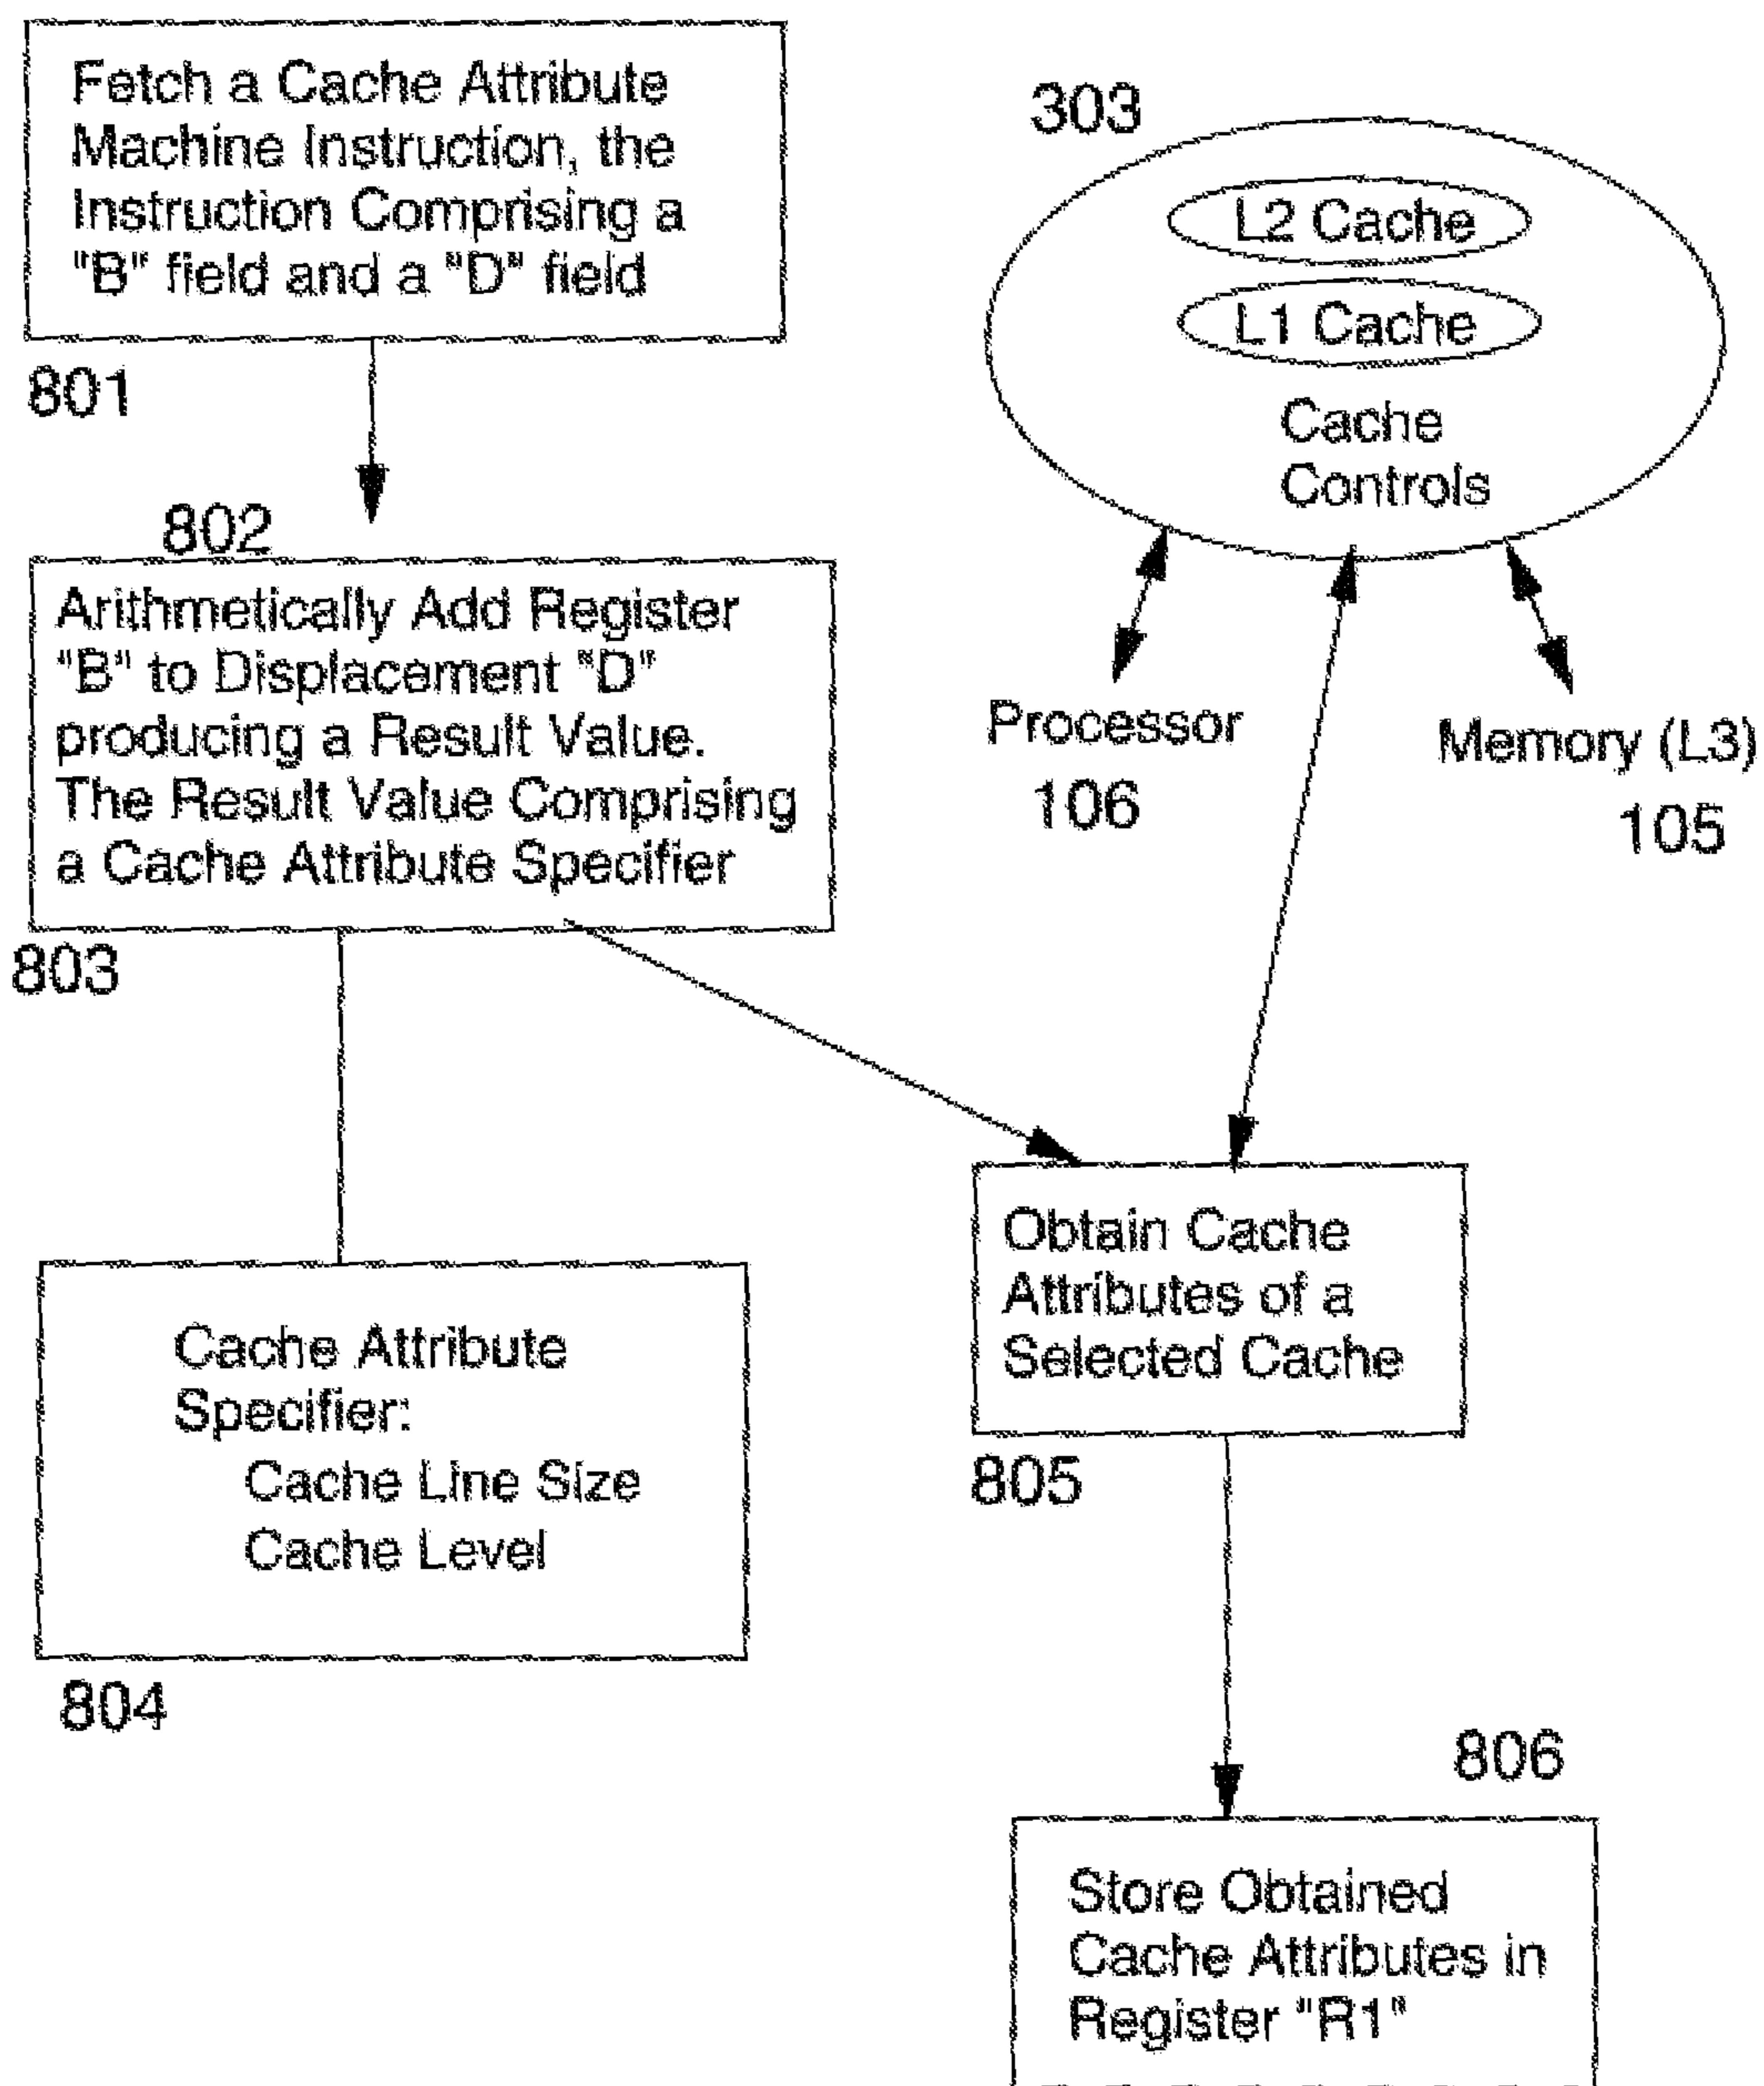 Fetch a Cache Attribute
Machine Instruction, the
Instruction Comprising a
"B" field and a "D" field
801
802
Arithmetically Add Register
"B" to Displacement "D"
producing a Result Value.
The Result Value Comprising
a Cache Attribute Specifier
803
Cache Attribute
Specifier:
Cache Line Size
Cache Level
804
303
L2 Cache
L1 Cache
Cache
Controls
Processor
106
Memory (L3)
105
Obtain Cache
Attributes of a
Selected Cache
805
806
Store Obtained
Cache Attributes in
Register "R1"